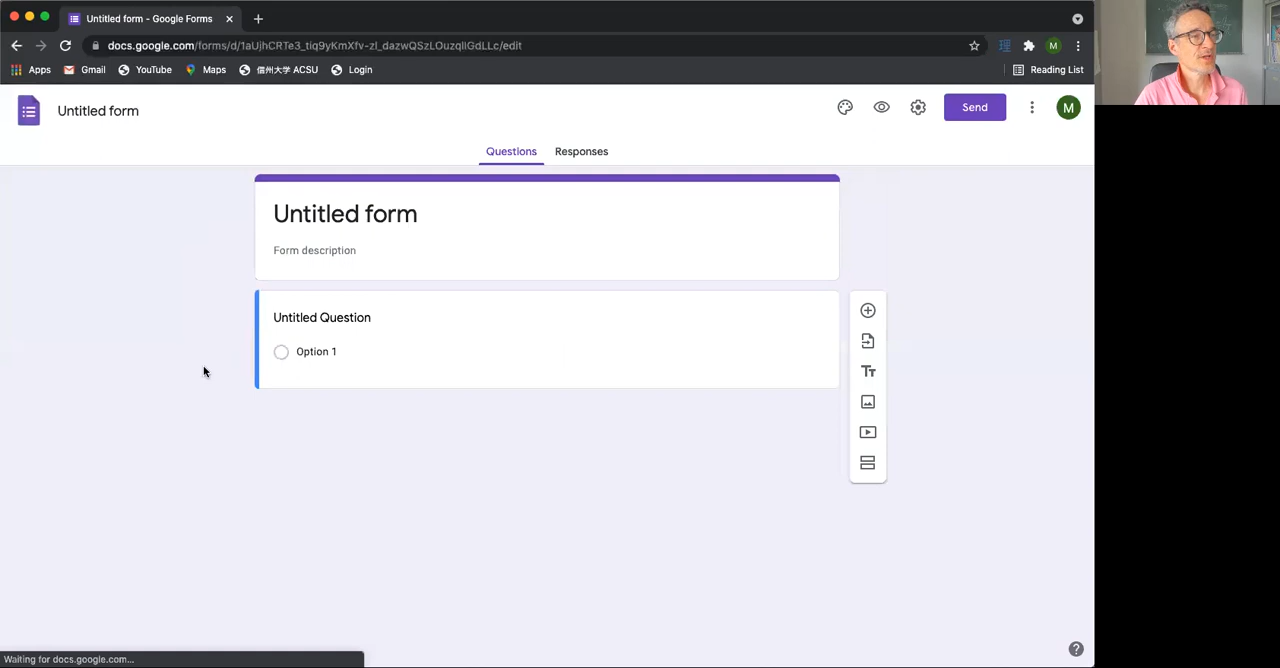 Untitled form - Google Forms
docs.google.com/forms/d/1aUjhCRTe3_tiq9yKmXfv-zl_dazwQSzLOuzqIiGdLLc/edit
M
Apps Gmail YouTube Maps 信州大学 ACSU Login Reading List
Untitled form
Send
M
Questions Responses
Untitled form
Form description
Untitled Question
Option 1
Tт
Waiting for docs.google.com...